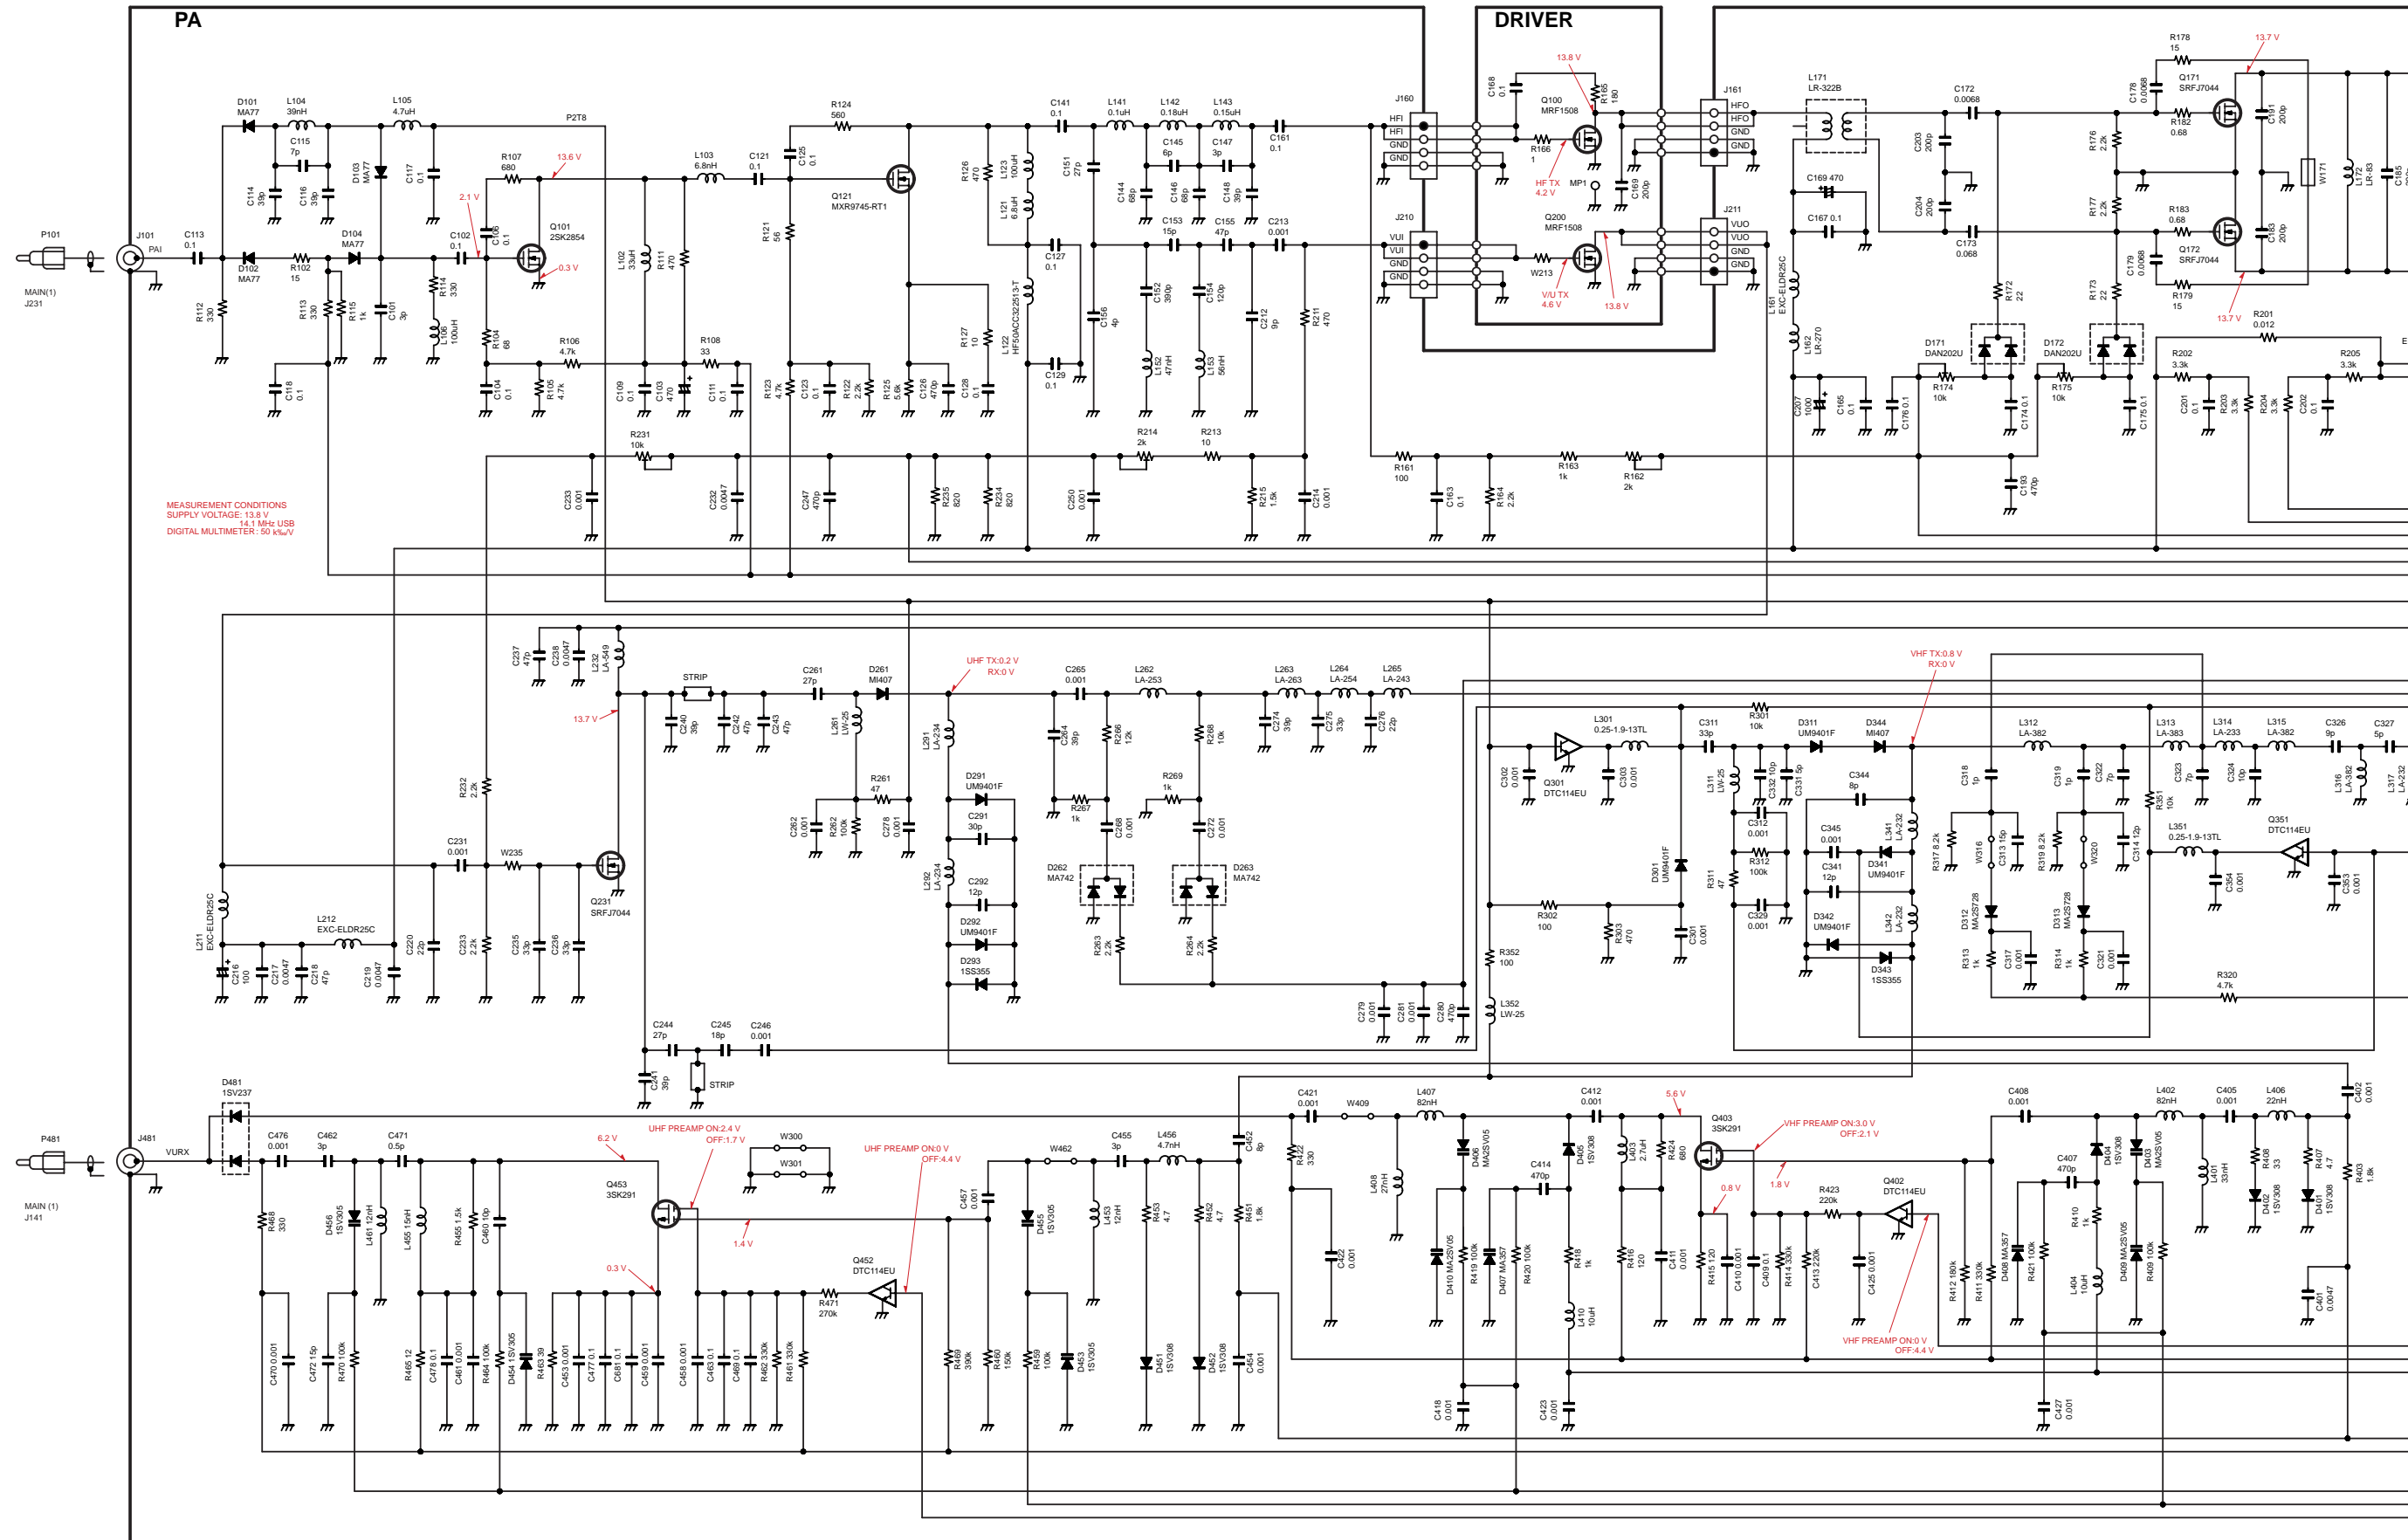 PA
DRIVER
P101
MAIN(1)
J231
J101
PAI
C113
0.1
D101
MA77
L104
39nH
C115
7p
C114
39p
C116
39p
D103
MA77
L105
4.7uH
C117
0.1
P2T8
D102
MA77
R102
15
D104
MA77
R112
330
R113
330
R115
1k
C101
3p
R114
330
L106
100uH
C102
0.1
2.1 V
R107
680
13.6 V
C106
0.1
Q101
2SK2854
0.3 V
R104
68
R106
4.7k
C104
0.1
R105
4.7k
C118
0.1
L103
6.8nH
C121
0.1
L102
33uH
R111
470
R108
33
C109
0.1
C103
470
C111
0.1
R124
560
C125
0.1
R121
56
Q121
MXR9745-RT1
R123
4.7k
C123
0.1
R122
2.2k
R125
5.6k
C126
470p
C128
0.1
R126
470
R127
10
L123
100uH
L121
6.8uH
L122
HF50ACC322513-T
C127
0.1
C129
0.1
C141
0.1
L141
0.1uH
L142
0.18uH
L143
0.15uH
C151
27p
C145
6p
C147
3p
C144
68p
C146
68p
C148
39p
C161
0.1
C153
15p
C155
47p
C213
0.001
C152
390p
C154
120p
C156
4p
L152
47nH
L153
56nH
C212
9p
R211
470
R231
10k
C233
0.001
C232
0.0047
C247
470p
R235
820
R234
820
C250
0.001
R214
2k
R213
10
R215
1.5k
C214
0.001
MEASUREMENT CONDITIONS
SUPPLY VOLTAGE: 13.8 V
14.1 MHz USB
DIGITAL MULTIMETER : 50 k‰/V
J160
HFI
HFI
GND
GND
J210
VUI
VUI
GND
GND
C168
0.1
13.8 V
R165
180
Q100
MRF1508
R166
1
HF TX
4.2 V
MP1
C169
200p
Q200
MRF1508
W213
V/U TX
4.6 V
13.8 V
J161
HFO
HFO
GND
GND
J211
VUO
VUO
GND
GND
L171
LR-322B
C169 470
C167 0.1
L161
EXC-ELDR25C
L162
LR-270
C207
1000
C165
0.1
C176 0.1
C172
0.0068
C203
200p
C204
200p
C173
0.068
R176
2.2k
R177
2.2k
R172
22
R173
22
R178
15
13.7 V
C178
0.0068
R182
0.68
Q171
SRFJ7044
C191
200p
W171
L172
LR-83
C185
R183
0.68
Q172
SRFJ7044
C183
200p
C179
0.0068
R179
15
13.7 V
D171
DAN202U
D172
DAN202U
R174
10k
R175
10k
C174 0.1
C175 0.1
R201
0.012
R202
3.3k
R205
3.3k
C201
0.1
R203
3.3k
R204
3.3k
C202
0.1
E
R161
100
C163
0.1
R164
2.2k
R163
1k
R162
2k
C193
470p
C237
47p
C238
0.0047
L232
LA-549
13.7 V
STRIP
C240
39p
C242
47p
C243
47p
C261
27p
D261
MI407
L261
LW-25
R261
47
C262
0.001
R262
100k
C278
0.001
UHF TX:0.2 V
RX:0 V
L291
LA-234
D291
UM9401F
C291
30p
L292
LA-234
C292
12p
D292
UM9401F
D293
1SS355
C265
0.001
C264
39p
L262
LA-253
R266
12k
R267
1k
C268
0.001
R268
10k
R269
1k
C272
0.001
L263
LA-263
L264
LA-254
L265
LA-243
C274
39p
C275
33p
C276
22p
D262
MA742
D263
MA742
R263
2.2k
R264
2.2k
C279
0.001
C281
0.001
C280
470p
R232
2.2k
C231
0.001
W235
Q231
SRFJ7044
L211
EXC-ELDR25C
L212
EXC-ELDR25C
C216
100
C217
0.0047
C218
47p
C219
0.0047
C220
22p
C233
2.2k
C235
33p
C236
33p
C244
27p
C245
18p
C246
0.001
C241
39p
STRIP
L301
0.25-1.9-13TL
C302
0.001
Q301
DTC114EU
C303
0.001
R302
100
R303
470
D301
UM9401F
C301
0.001
R352
100
L352
LW-25
C311
33p
R301
10k
D311
UM9401F
D344
MI407
L311
LW-25
C332 10p
C331 5p
C312
0.001
R312
100k
R311
47
C329
0.001
VHF TX:0.8 V
RX:0 V
C344
8p
C345
0.001
L341
LA-232
D341
UM9401F
C341
12p
D342
UM9401F
L342
LA-232
D343
1SS355
L312
LA-382
C318
1p
C319
1p
C322
7p
R317 8.2k
W316
C313 15p
R319 8.2k
W320
C314 12p
D312
MA2S728
D313
MA2S728
R313
1k
C317
0.001
R314
1k
C321
0.001
L313
LA-383
L314
LA-233
L315
LA-382
C323
7p
C324
10p
C326
9p
C327
5p
L316
LA-382
L317
LA-232
R351
10k
L351
0.25-1.9-13TL
Q351
DTC114EU
C354
0.001
C353
0.001
R320
4.7k
P481
MAIN (1)
J141
J481
VURX
D481
1SV237
C476
0.001
C462
3p
C471
0.5p
R468
330
D456
1SV305
L461 12nH
L455 15nH
R455 1.5k
C460 10p
6.2 V
UHF PREAMP ON:2.4 V
OFF:1.7 V
Q453
3SK291
0.3 V
1.4 V
W300
W301
UHF PREAMP ON:0 V
OFF:4.4 V
Q452
DTC114EU
R471
270k
C470 0.001
C472 15p
R470 100k
R465 12
C478 0.1
C461 0.001
R464 100k
D454 1SV305
R463 39
C453 0.001
C477 0.1
C681 0.1
C459 0.001
C458 0.001
C463 0.1
C469 0.1
R462 330k
R461 330k
R469
390k
R460
150k
C457
0.001
D455
1SV305
W462
L453
12nH
C455
3p
L456
4.7nH
R453
4.7
R452
4.7
R451
1.8k
C452
8p
R459
100k
D453
1SV305
D451
1SV308
D452
1SV308
C454
0.001
C421
0.001
W409
L407
82nH
R422
330
L408
27nH
C422
0.001
D406
MA2SV05
D410 MA2SV05
R419 100k
D407 MA357
R420 100k
C414
470p
D405
1SV308
R418
1k
L410
10uH
C412
0.001
L403
2.7uH
R424
680
5.6 V
R416
120
C411
0.001
C418
0.001
C423
0.001
Q403
3SK291
VHF PREAMP ON:3.0 V
OFF:2.1 V
1.8 V
0.8 V
R423
220k
Q402
DTC114EU
R415 120
C410 0.001
C409 0.1
R414 330k
C413 220k
C425 0.001
VHF PREAMP ON:0 V
OFF:4.4 V
R412 180k
R411 330k
C408
0.001
C407
470p
D404
1SV308
D403
MA2SV05
R410
1k
L404
10uH
D408 MA357
R421 100k
D409 MA2SV05
R409 100k
C427
0.001
L402
82nH
C405
0.001
L406
22nH
L401
33nH
R408
33
R407
4.7
D402
1SV308
D401
1SV308
C402
0.001
R403
1.8k
C401
0.0047